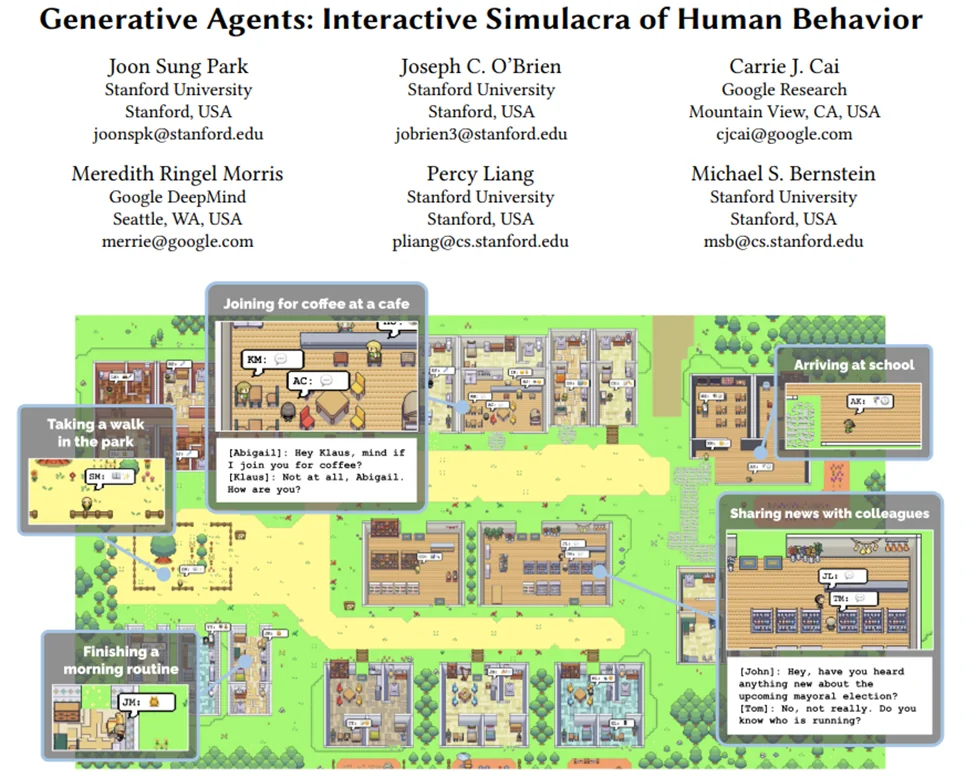 Generative Agents: Interactive Simulacra of Human Behavior
Joon Sung Park
Stanford University
Stanford, USA
joonspk@stanford.edu
Joseph C. O'Brien
Stanford University
Stanford, USA
jobrien3@stanford.edu
Carrie J. Cai
Google Research
Mountain View, CA, USA
cjcai@google.com
Meredith Ringel Morris
Google DeepMind
Seattle, WA, USA
merrie@google.com
Percy Liang
Stanford University
Stanford, USA
pliang@cs.stanford.edu
Michael S. Bernstein
Stanford University
Stanford, USA
msb@cs.stanford.edu
Joining for coffee at a cafe
KM:
AC:
[Abigail]: Hey Klaus, mind if
I join you for coffee?
[Klaus]: Not at all, Abigail.
How are you?
Arriving at school
AK:
Taking a walk
in the park
SM:
Sharing news with colleagues
JL:
TM:
[John]: Hey, have you heard
anything new about the
upcoming mayoral election?
[Tom]: No, not really. Do you
know who is running?
Finishing a
morning routine
JM: